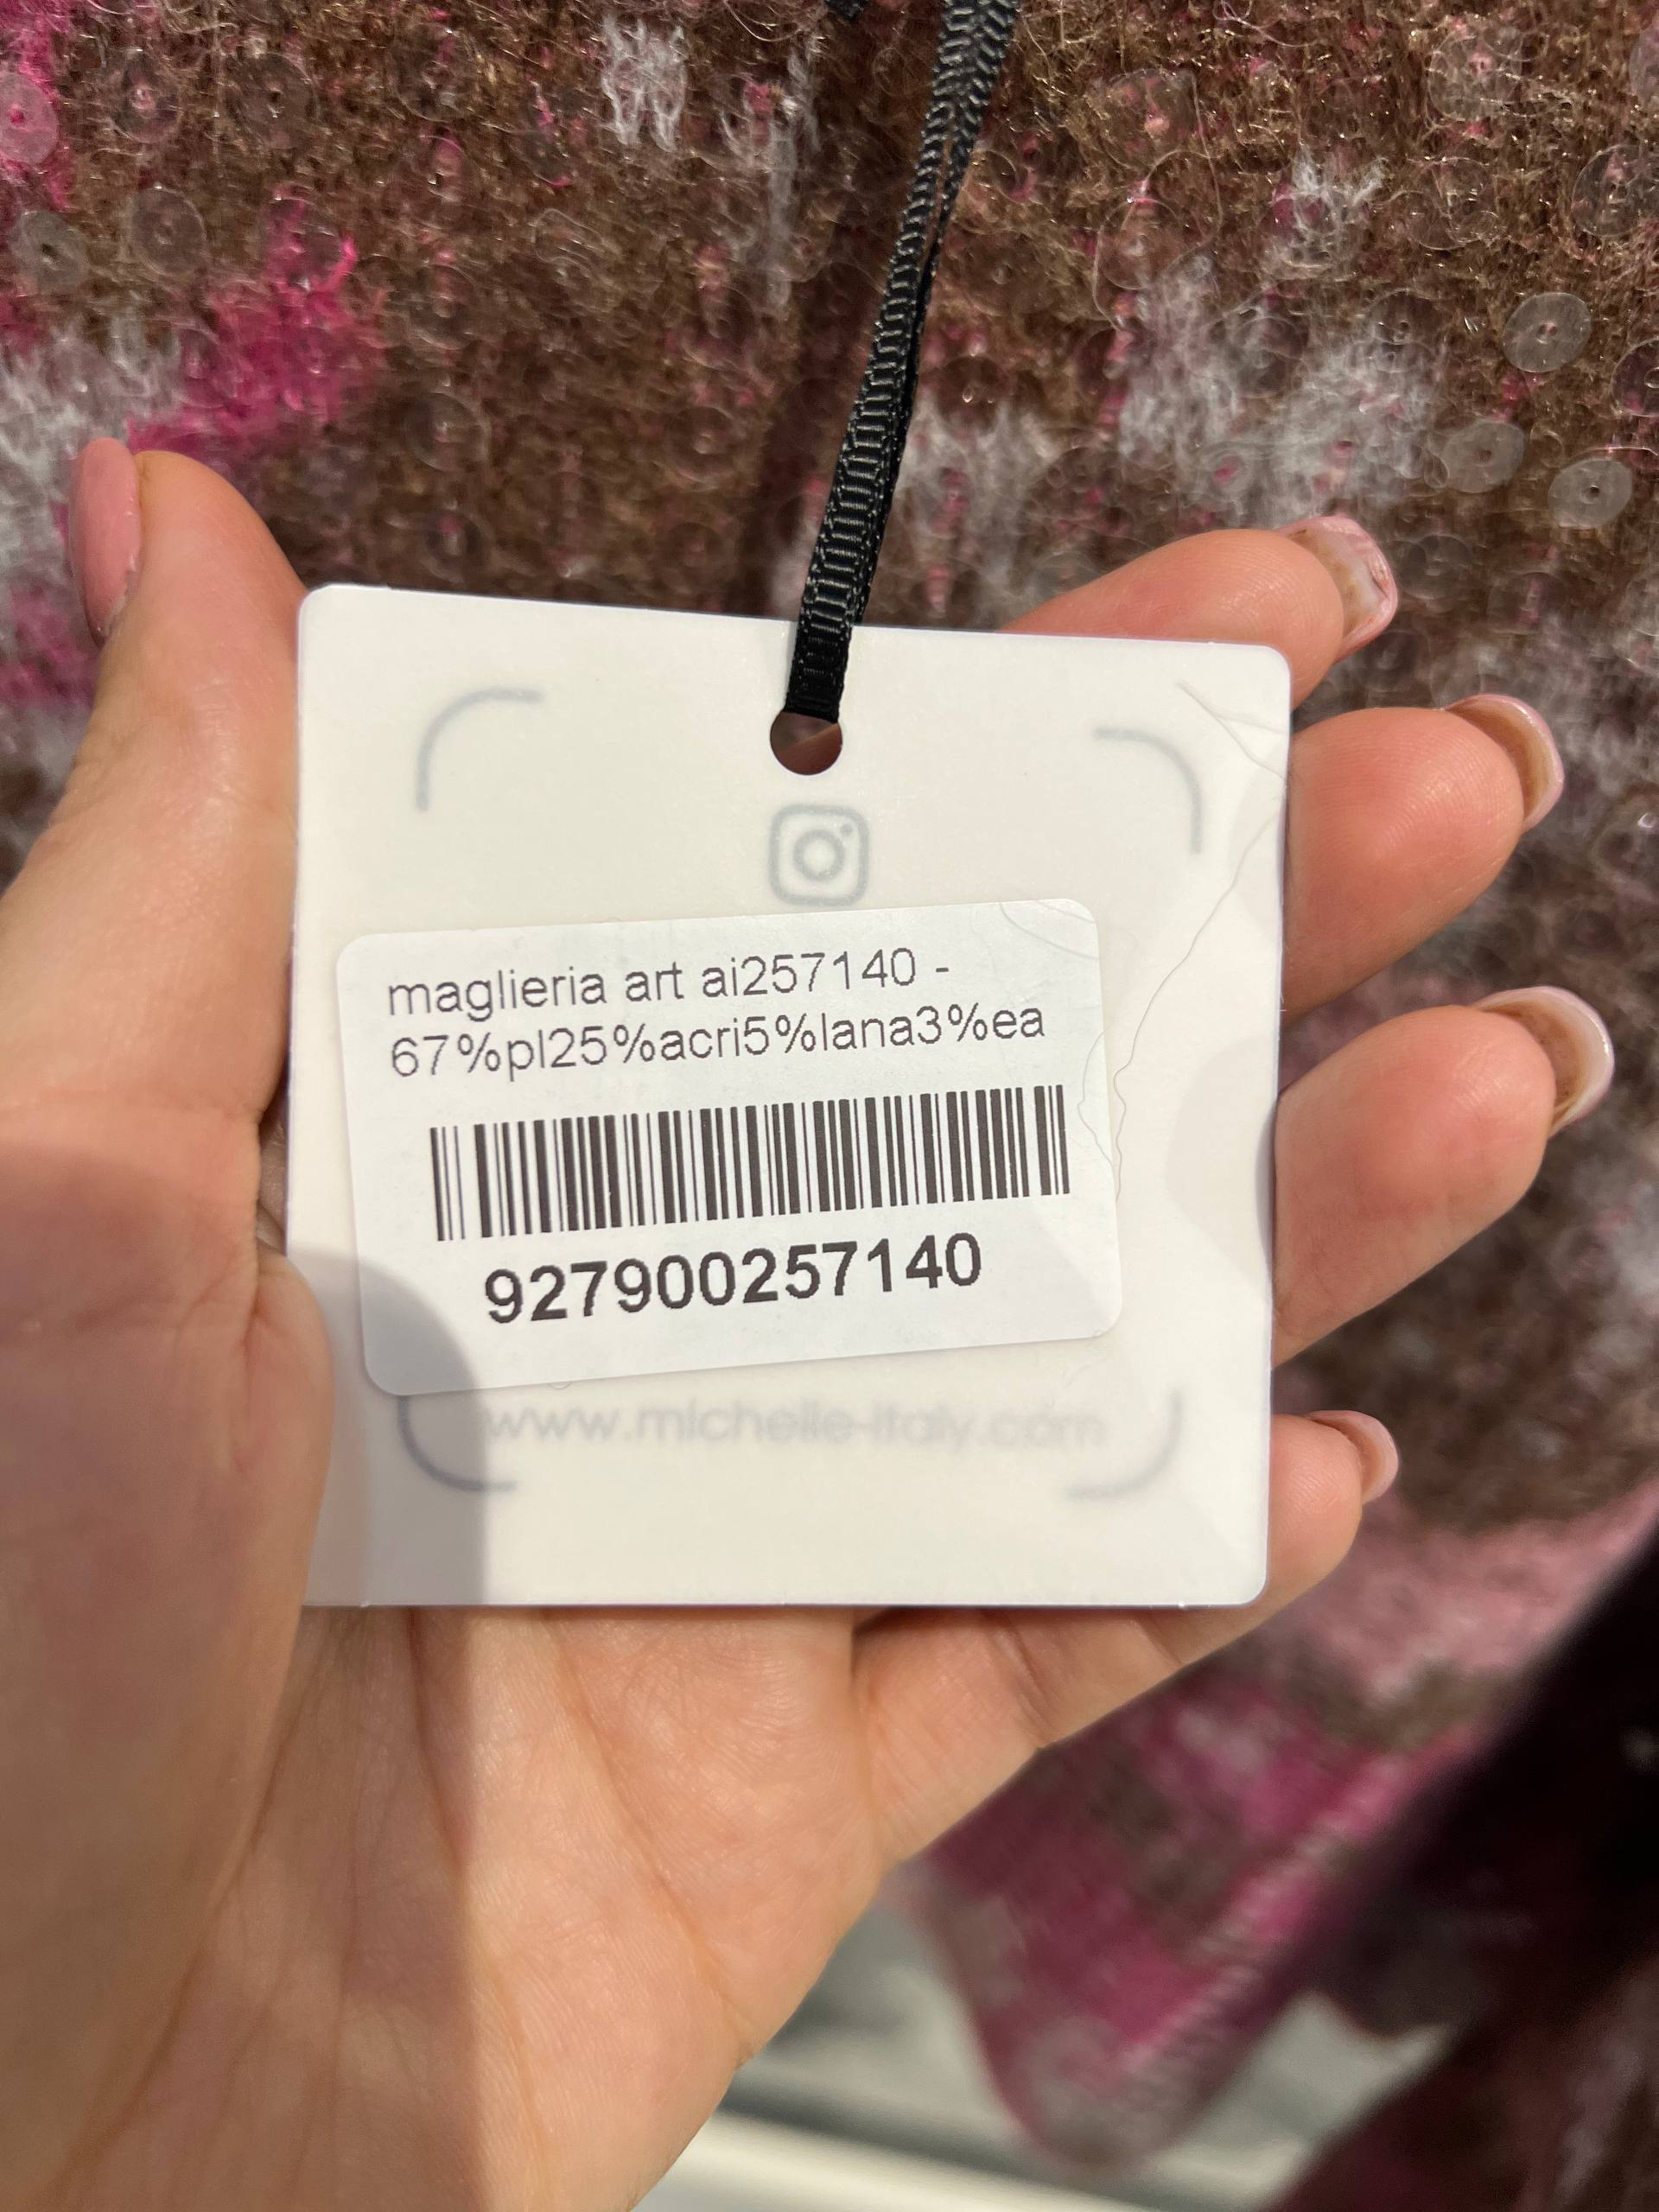 maglieria art ai257140 -
67%pl25%acri5%lana3%ea
927900257140
www.michelle-italy.com